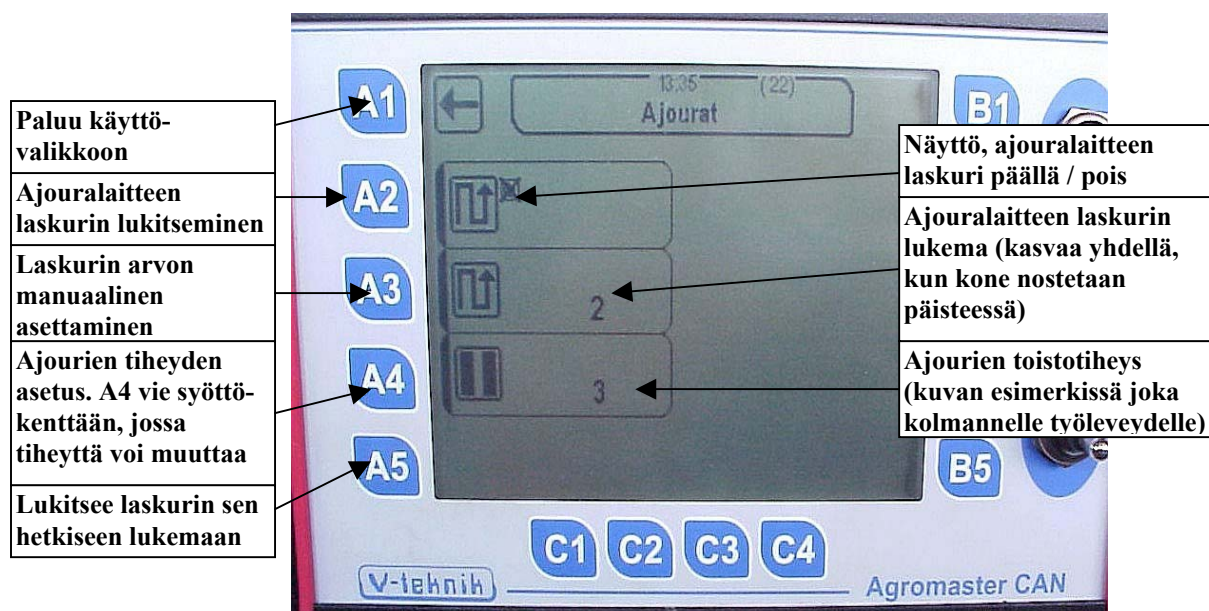 Paluu käyttö-
valikkoon
Ajouralaitteen
laskurin lukitseminen
Laskurin arvon
manuaalinen
asettaminen
Ajourien tiheyden
asetus. A4 vie syöttö-
kenttään, jossa
tiheyttä voi muuttaa
Lukitsee laskurin sen
hetkiseen lukemaan
A1
A2
A3
A4
A5
13:35 (22)
Ajourat
2
3
B1
B5
C1 C2 C3 C4
V-teknik
Agromaster CAN
Näyttö, ajouralaitteen
laskuri päällä / pois
Ajouralaitteen laskurin
lukema (kasvaa yhdellä,
kun kone nostetaan
päisteessä)
Ajourien toistotiheys
(kuvan esimerkissä joka
kolmannelle työleveydelle)